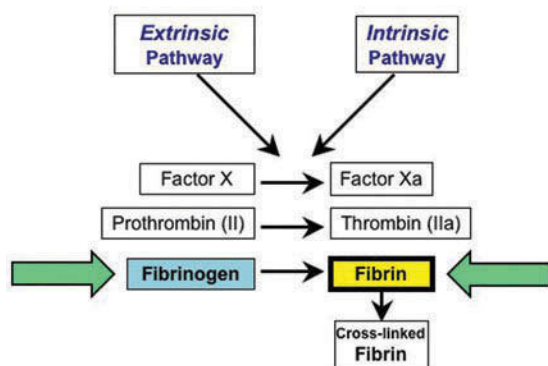 Extrinsic
Pathway
Intrinsic
Pathway
Factor X
Factor Xa
Prothrombin (II)
Thrombin (IIa)
Fibrinogen
Fibrin
Cross-linked
Fibrin